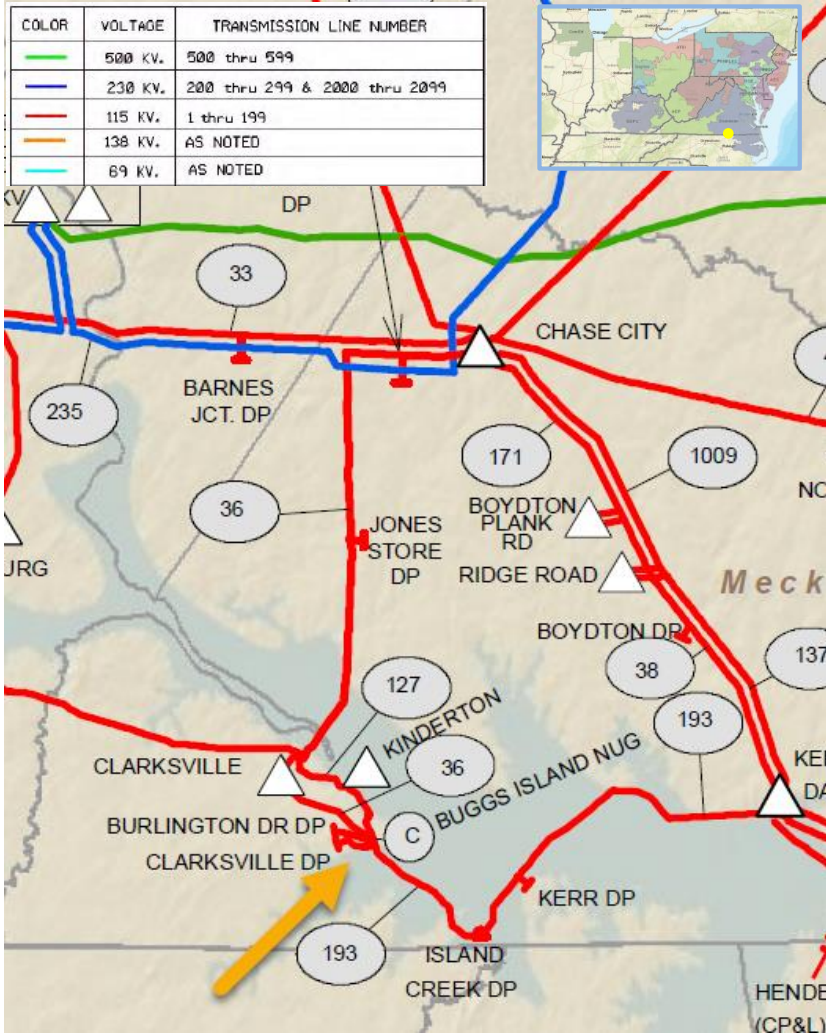 COLOR VOLTAGE TRANSMISSION LINE NUMBER
500 KV. 500 thru 599
230 KV. 200 thru 299 & 2000 thru 2099
115 KV. 1 thru 199
138 KV. AS NOTED
69 KV. AS NOTED
DP
33
CHASE CITY
BARNES
JCT. DP
235
171
1009
36
BOYDTON
PLANK
RD
JONES
STORE
DP
URG
RIDGE ROAD
Meck
BOYDTON DP
38
137
127
193
KINDERTON
CLARKSVILLE
36
BUGGS ISLAND NUG
BURLINGTON DR DP
C
CLARKSVILLE DP
KERR DP
193
ISLAND
CREEK DP
HENDE
(CP&L)